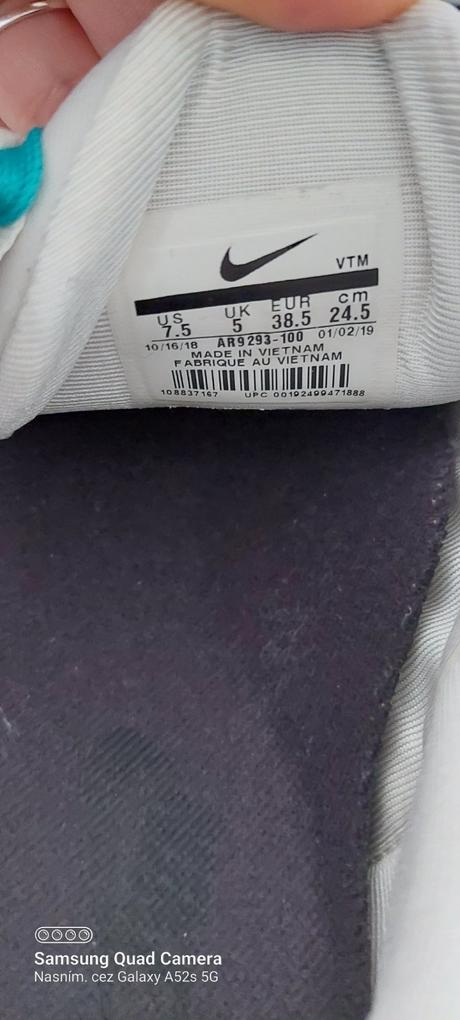 VTM
US UK EUR cm
7.5 5 38.5 24.5
10/16/18 AR9293-100 01/02/19
MADE IN VIETNAM
FABRIQUE AU VIETNAM
108837167 UPC 00192499471888
Samsung Quad Camera
Nasním. cez Galaxy A52s 5G